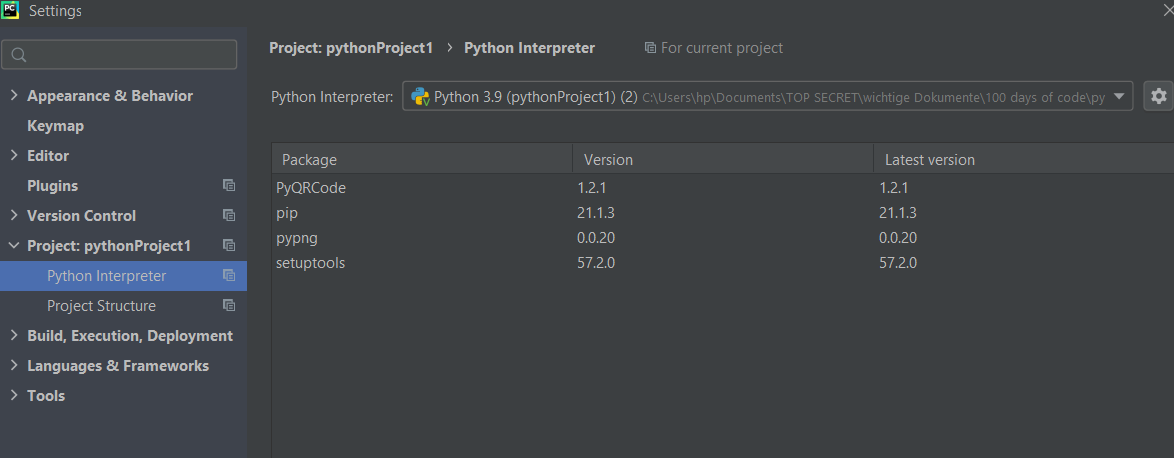 PC
Settings
Project: pythonProject1 › Python Interpreter For current project
Python Interpreter: Python 3.9 (pythonProject1) (2) C:\Users\hp\Documents\TOP SECRET\wichtige Dokumente\100 days of code\py
Appearance & Behavior
Keymap
Editor
Plugins
Version Control
Project: pythonProject1
Python Interpreter
Project Structure
Build, Execution, Deployment
Languages & Frameworks
Tools
Package Version Latest version
PyQRCode 1.2.1 1.2.1
pip 21.1.3 21.1.3
pypng 0.0.20 0.0.20
setuptools 57.2.0 57.2.0